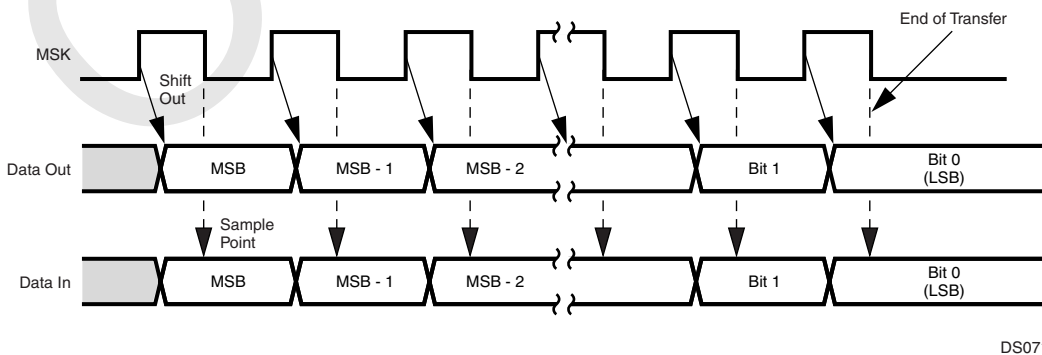 End of Transfer
MSK
Shift
Out
Data Out
MSB
MSB - 1
MSB - 2
Bit 1
Bit 0
(LSB)
Sample
Point
Data In
MSB
MSB - 1
MSB - 2
Bit 1
Bit 0
(LSB)
DS07